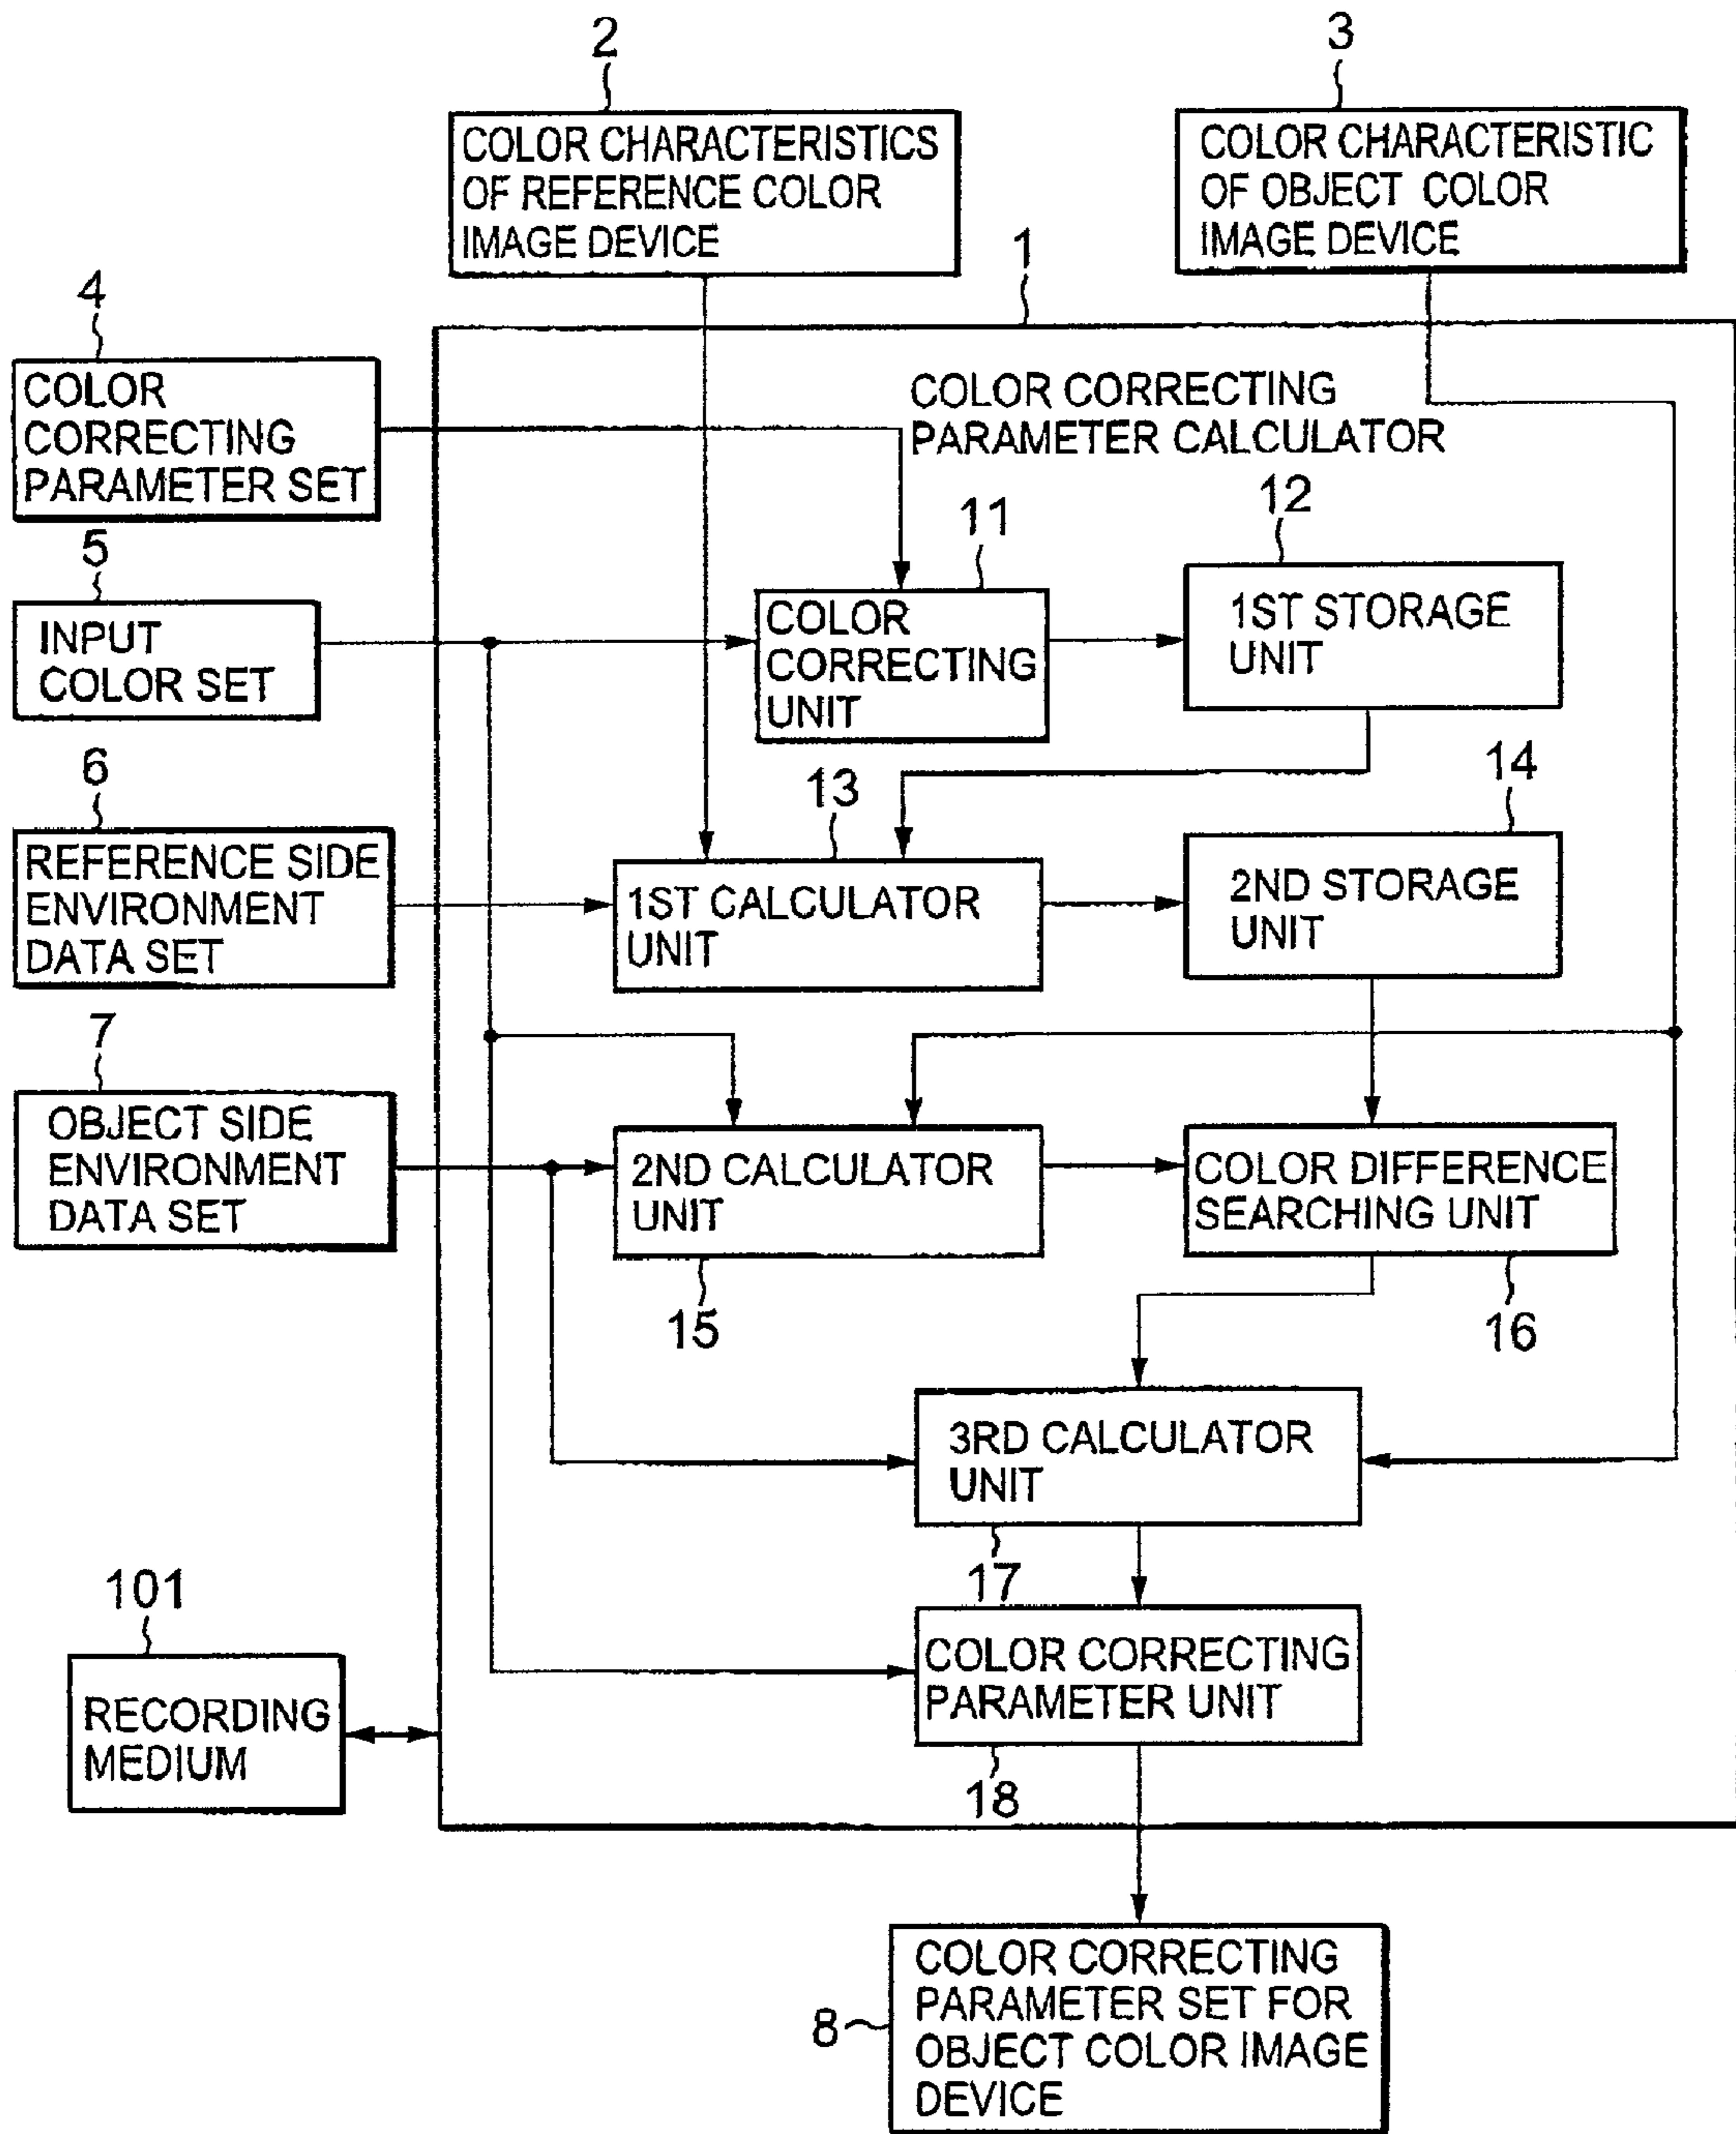 2
3
COLOR CHARACTERISTICS
OF REFERENCE COLOR
IMAGE DEVICE
COLOR CHARACTERISTIC
OF OBJECT COLOR
IMAGE DEVICE
1
4
COLOR
CORRECTING
PARAMETER SET
COLOR CORRECTING
PARAMETER CALCULATOR
5
INPUT
COLOR SET
11
COLOR
CORRECTING
UNIT
12
1ST STORAGE
UNIT
6
REFERENCE SIDE
ENVIRONMENT
DATA SET
13
1ST CALCULATOR
UNIT
14
2ND STORAGE
UNIT
7
OBJECT SIDE
ENVIRONMENT
DATA SET
2ND CALCULATOR
UNIT
15
COLOR DIFFERENCE
SEARCHING UNIT
16
3RD CALCULATOR
UNIT
17
101
RECORDING
MEDIUM
COLOR CORRECTING
PARAMETER UNIT
18
8
COLOR CORRECTING
PARAMETER SET FOR
OBJECT COLOR IMAGE
DEVICE